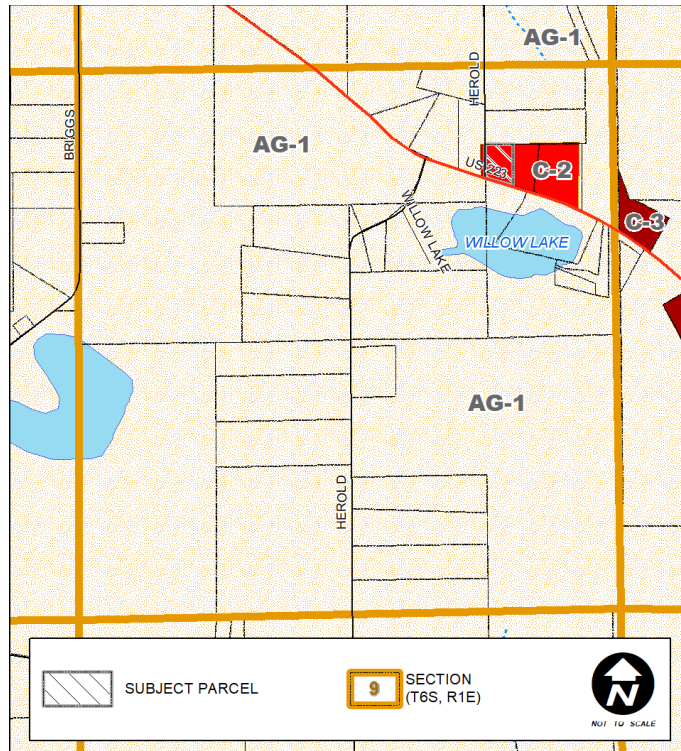 AG-1
HEROLD
BRIGGS
AG-1
US 223
C-2
C-3
WILLOW LAKE
WILLOW LAKE
AG-1
HEROLD
SUBJECT PARCEL
9
SECTION
(T6S, R1E)
N
NOT TO SCALE